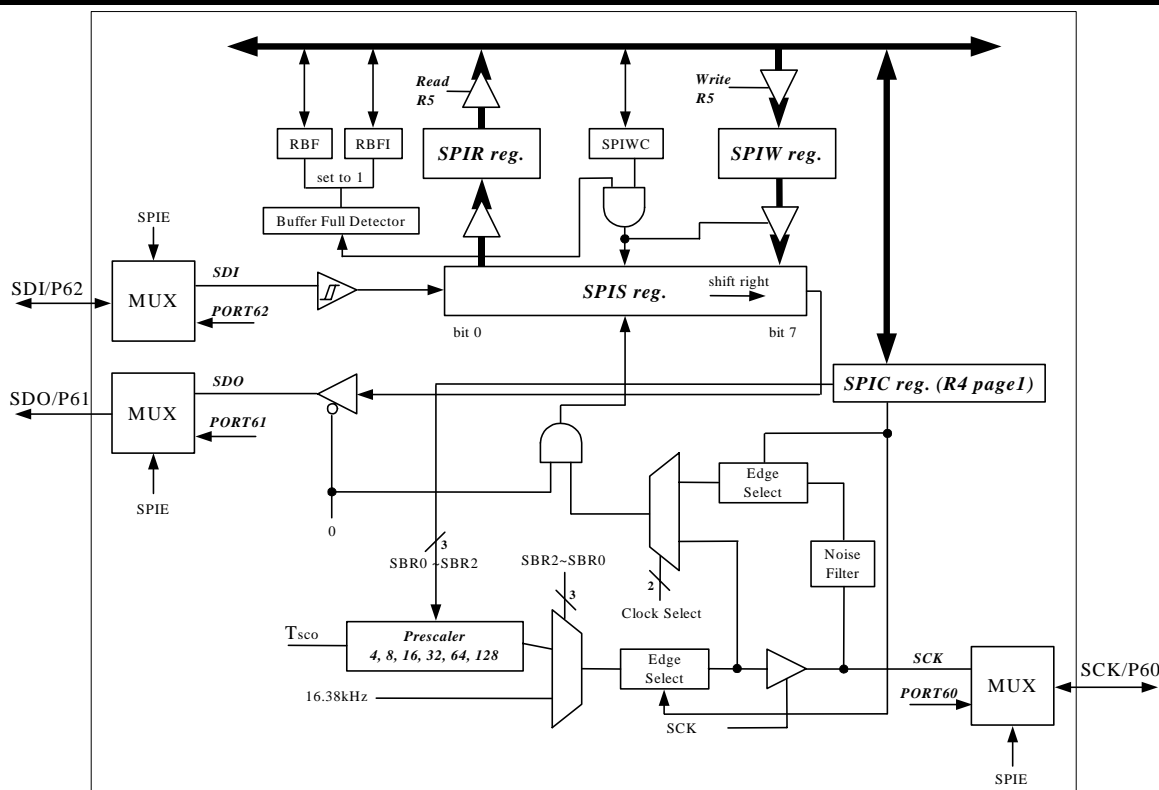 Read
R5
Write
R5
RBF
RBFI
SPIR reg.
SPIWC
SPIW reg.
set to 1
Buffer Full Detector
SPIE
SDI/P62
MUX
SDI
PORT62
SPIS reg.
shift right
bit 0
bit 7
SPIC reg. (R4 page1)
SDO/P61
MUX
SDO
PORT61
SPIE
0
Edge
Select
Noise
Filter
3
SBR0 ~SBR2
SBR2~SBR0
3
2
Clock Select
Tsco
Prescaler
4, 8, 16, 32, 64, 128
16.38kHz
Edge
Select
SCK
SCK
PORT60
MUX
SCK/P60
SPIE